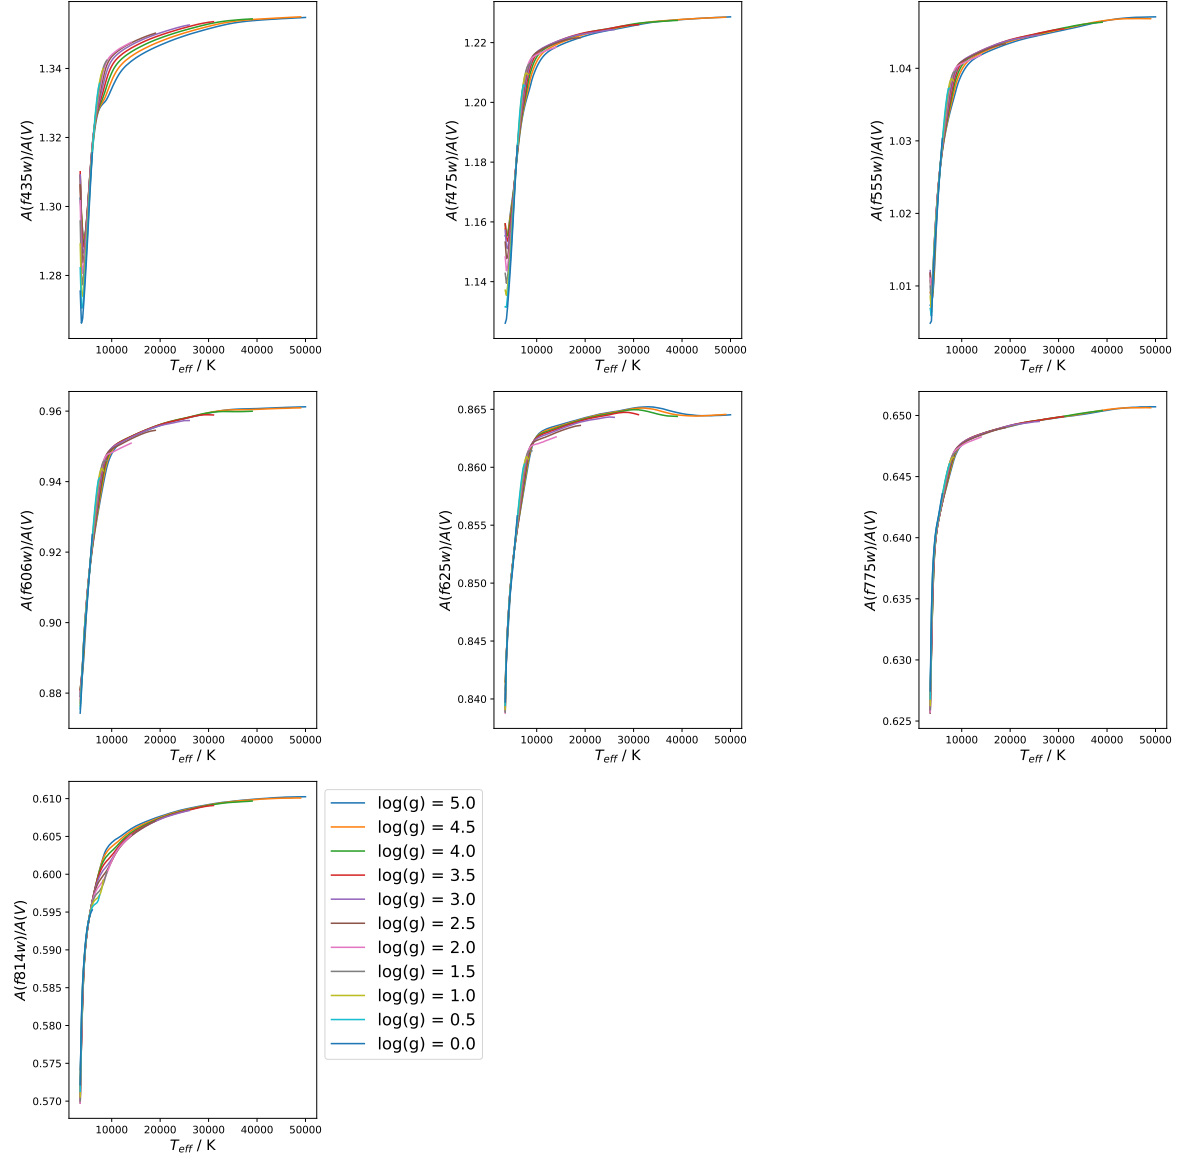 A(f435w)/A(V)
1.34
1.32
1.30
1.28
10000 20000 30000 40000 50000
T_eff / K
A(f475w)/A(V)
1.22
1.20
1.18
1.16
1.14
10000 20000 30000 40000 50000
T_eff / K
A(f555w)/A(V)
1.04
1.03
1.02
1.01
10000 20000 30000 40000 50000
T_eff / K
A(f606w)/A(V)
0.96
0.94
0.92
0.90
0.88
10000 20000 30000 40000 50000
T_eff / K
A(f625w)/A(V)
0.865
0.860
0.855
0.850
0.845
0.840
10000 20000 30000 40000 50000
T_eff / K
A(f775w)/A(V)
0.650
0.645
0.640
0.635
0.630
0.625
10000 20000 30000 40000 50000
T_eff / K
A(f814w)/A(V)
0.610
0.605
0.600
0.595
0.590
0.585
0.580
0.575
0.570
10000 20000 30000 40000 50000
T_eff / K
log(g) = 5.0
log(g) = 4.5
log(g) = 4.0
log(g) = 3.5
log(g) = 3.0
log(g) = 2.5
log(g) = 2.0
log(g) = 1.5
log(g) = 1.0
log(g) = 0.5
log(g) = 0.0